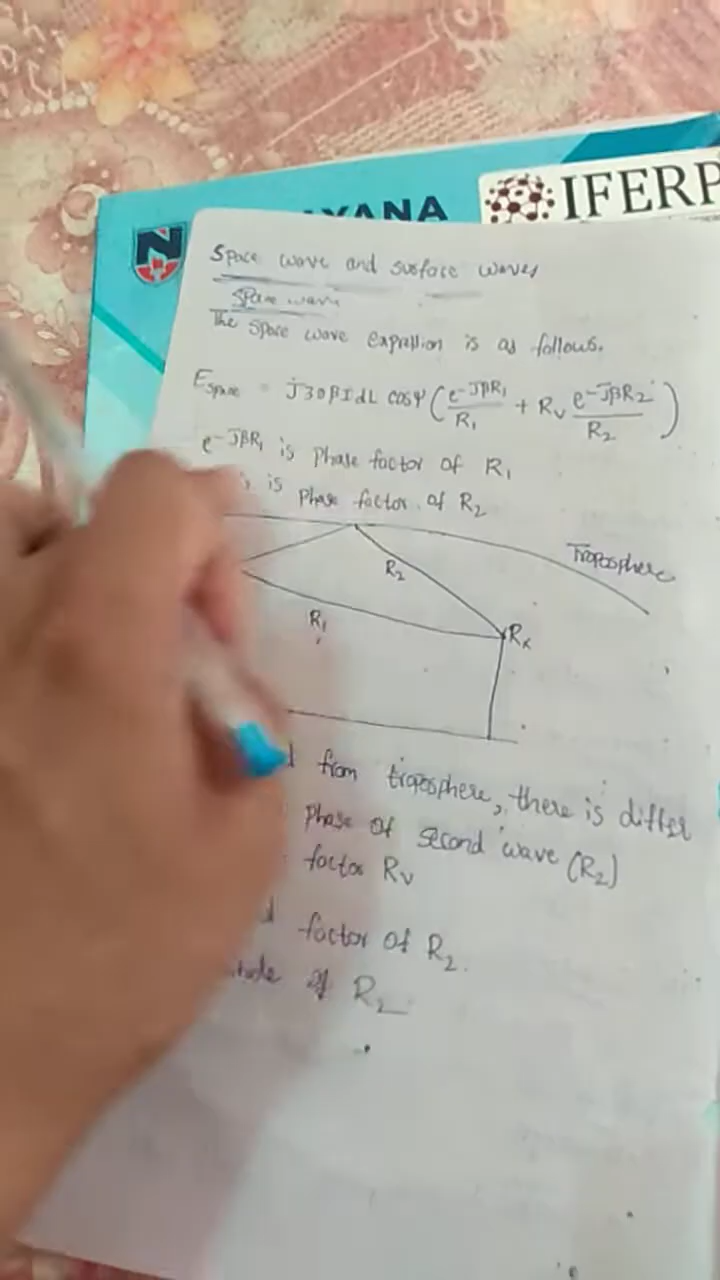 YANA
IFERP
N
Space wave and surface waves
Space wave
The space wave expression is as follows.
E_space = j30βIdL cosψ (e^-JβR₁/R₁ + Rᵥ e^-JβR₂/R₂)
e^-JβR₁ is phase factor of R₁
is phase factor of R₂
Troposphere
R₂
R₁
Rx
from troposphere, there is differ
phase of second wave (R₂)
factor Rᵥ
factor of R₂.
of R₂